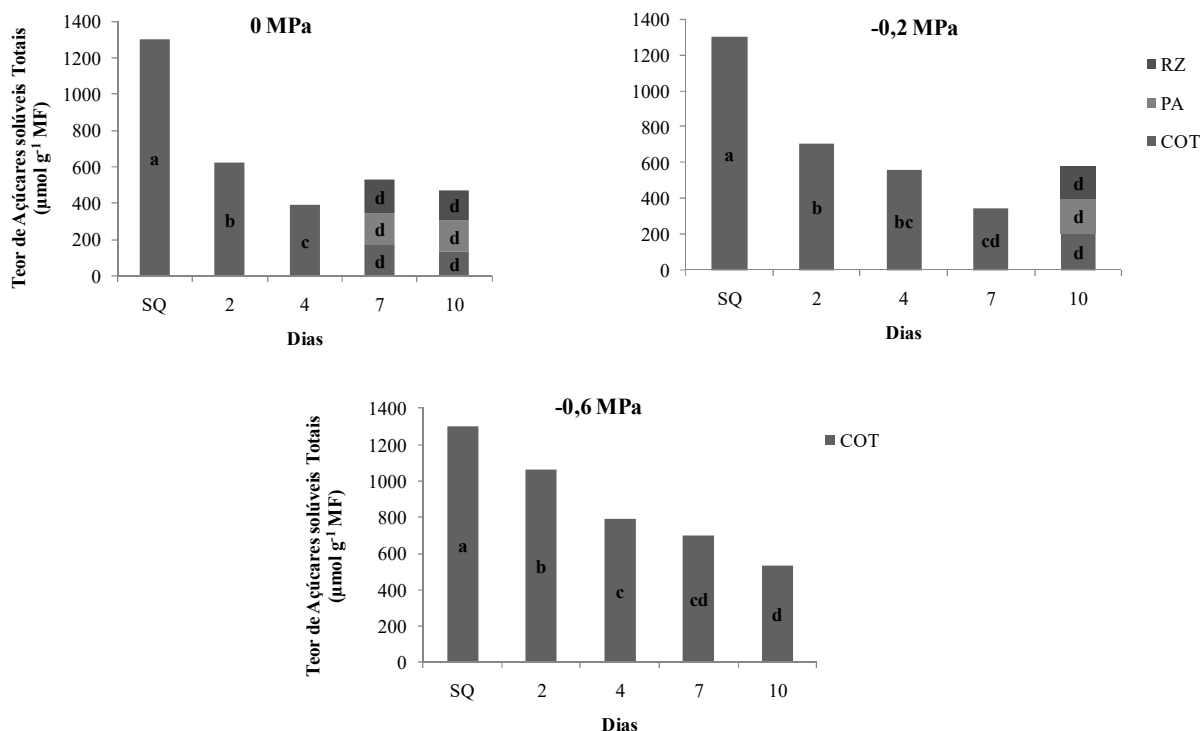 0 MPa
Teor de Açúcares solúveis Totais
(µmol g⁻¹ MF)
1400
1200
1000
800
600
400
200
0
a
b
c
d
d
d
d
d
d
SQ 2 4 7 10
Dias
-0,2 MPa
1400
1200
1000
800
600
400
200
0
a
b
bc
cd
d
d
d
SQ 2 4 7 10
Dias
RZ
PA
COT
-0,6 MPa
Teor de Açúcares solúveis Totais
(µmol g⁻¹ MF)
1400
1200
1000
800
600
400
200
0
a
b
c
cd
d
SQ 2 4 7 10
Dias
COT